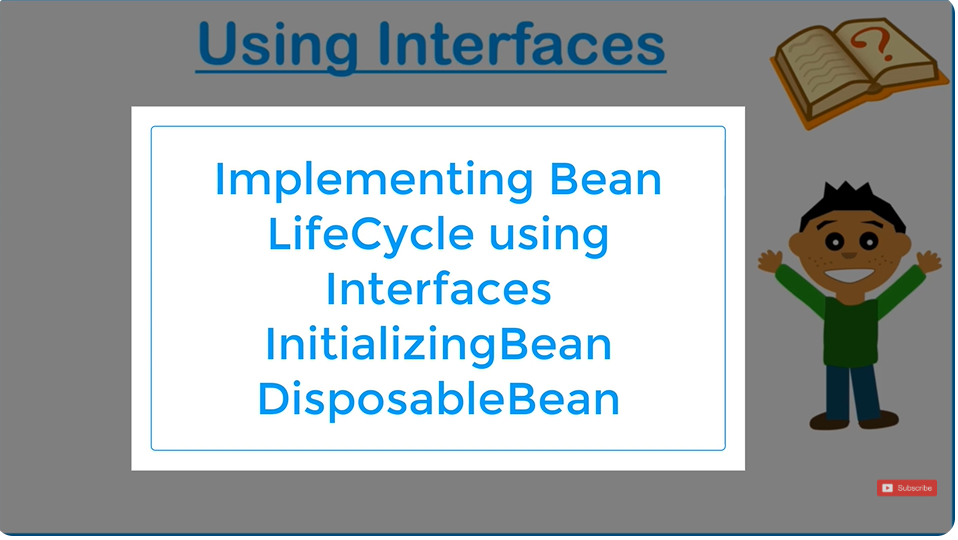 Using Interfaces
?
Implementing Bean
LifeCycle using
Interfaces
InitializingBean
DisposableBean
Subscribe